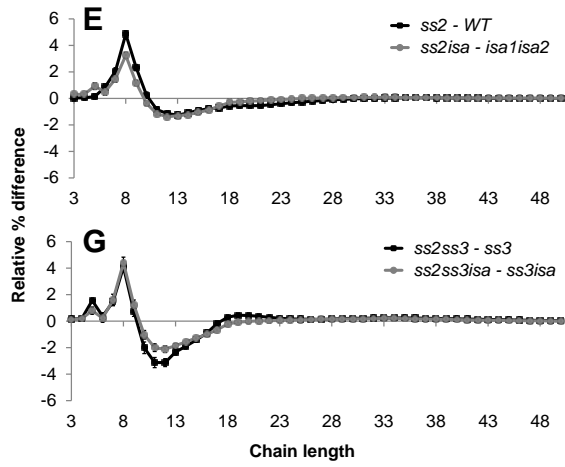 E
6
4
2
0
-2
-4
-6
ss2 - WT
ss2isa - isa1isa2
3 8 13 18 23 28 33 38 43 48
Relative % difference
G
6
4
2
0
-2
-4
-6
ss2ss3 - ss3
ss2ss3isa - ss3isa
3 8 13 18 23 28 33 38 43 48
Chain length